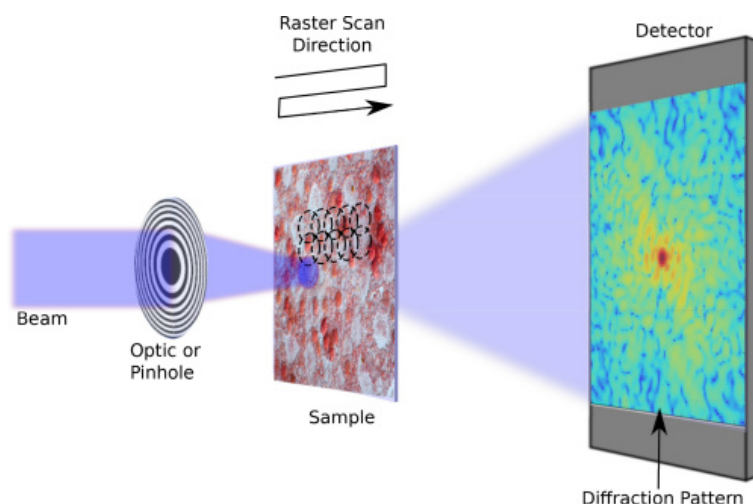 Raster Scan
Direction
Detector
Beam
Optic or
Pinhole
Sample
Diffraction Pattern